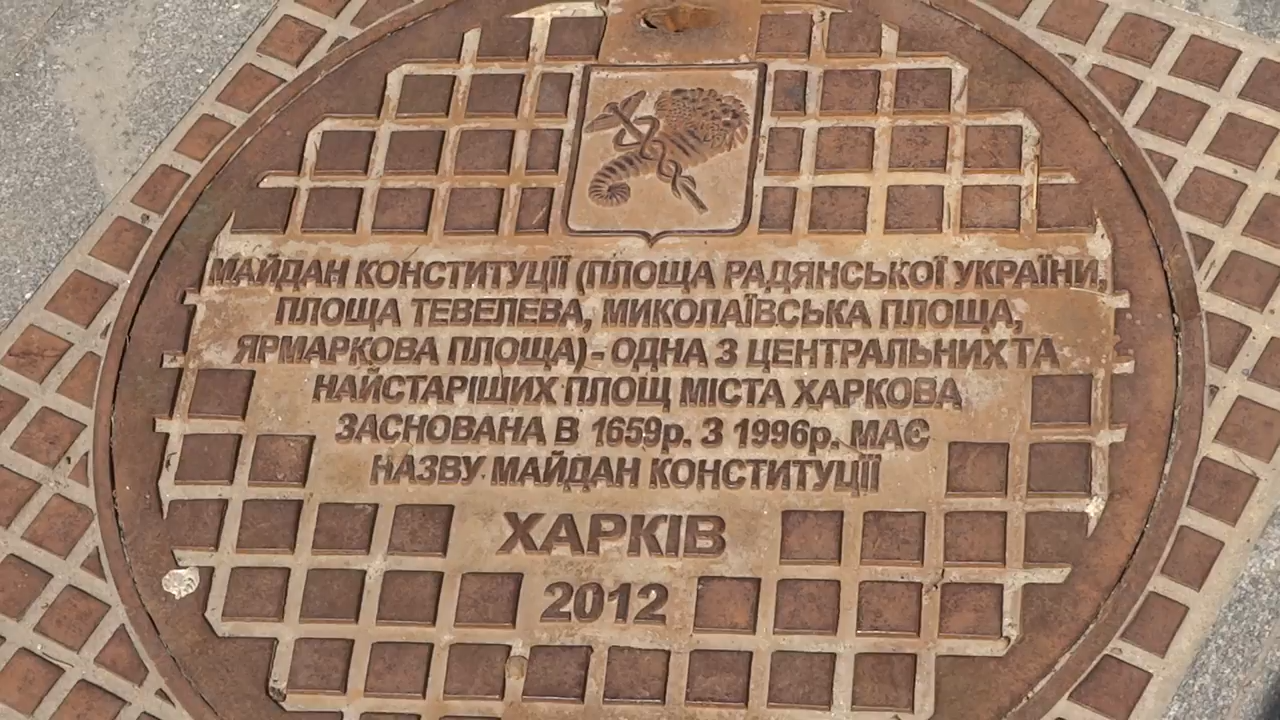 МАЙДАН КОНСТИТУЦІЇ (ПЛОЩА РАДЯНСЬКОЇ УКРАЇНИ,
ПЛОЩА ТЕВЕЛЕВА, МИКОЛАЇВСЬКА ПЛОЩА,
ЯРМАРКОВА ПЛОЩА) - ОДНА З ЦЕНТРАЛЬНИХ ТА
НАЙСТАРІШИХ ПЛОЩ МІСТА ХАРКОВА
ЗАСНОВАНА В 1659р. З 1996р. МАЄ
НАЗВУ МАЙДАН КОНСТИТУЦІЇ
ХАРКІВ
2012